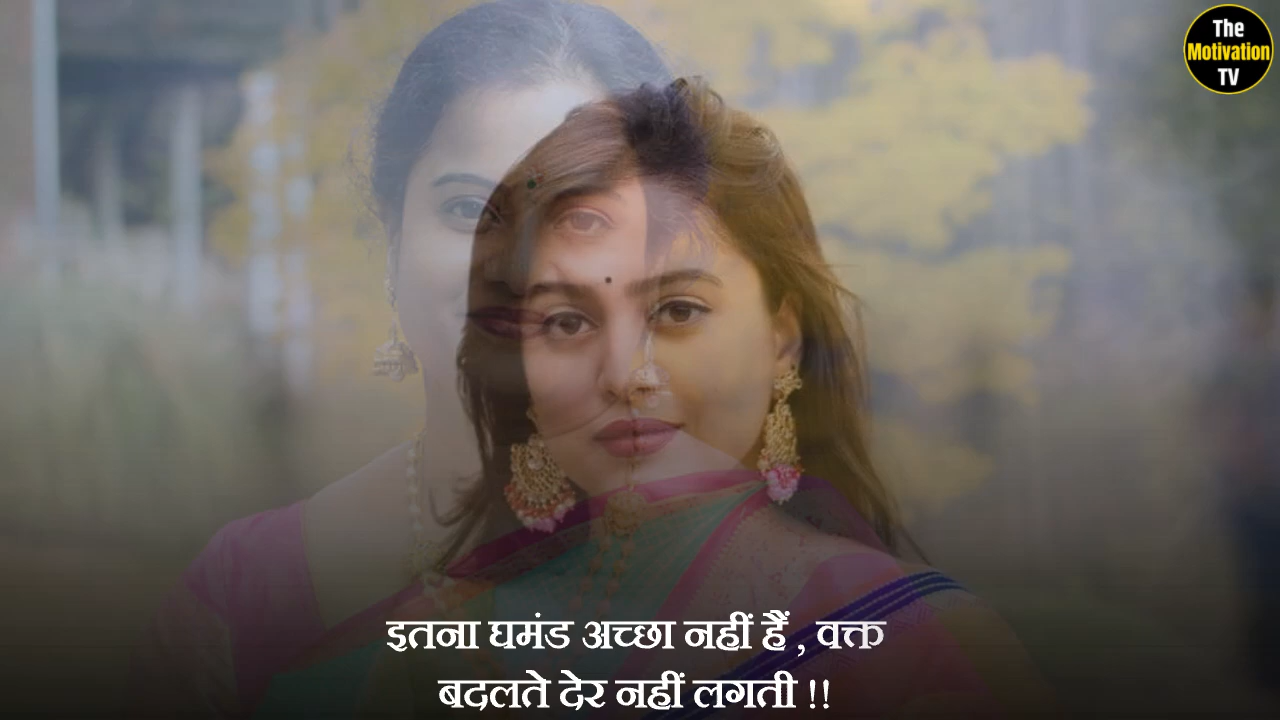 The
Motivation
TV
इतना घमंड अच्छा नहीं हैं , वक्त
बदलते देर नहीं लगती !!